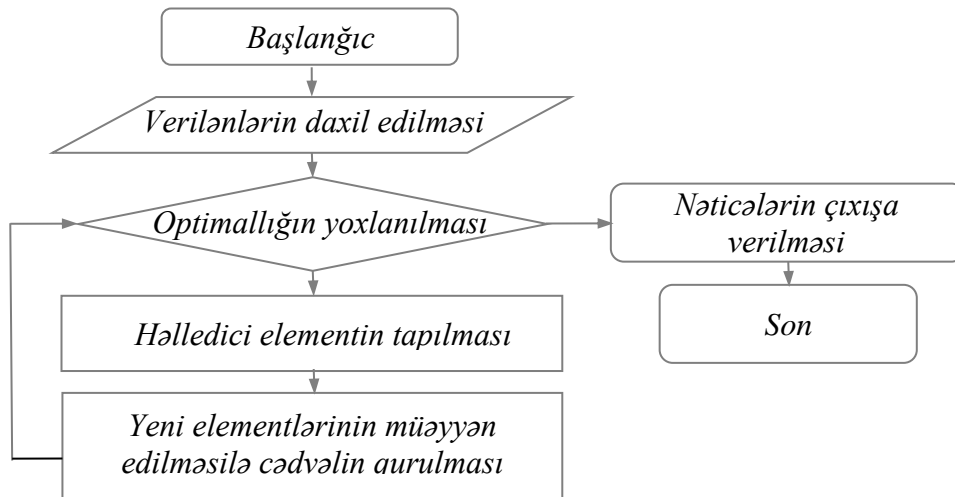 Başlanğıc
Verilənlərin daxil edilməsi
Optimallığın yoxlanılması
Nəticələrin çıxışa
verilməsi
Həlledici elementin tapılması
Son
Yeni elementlərinin müəyyən
edilməsilə cədvəlin qurulması